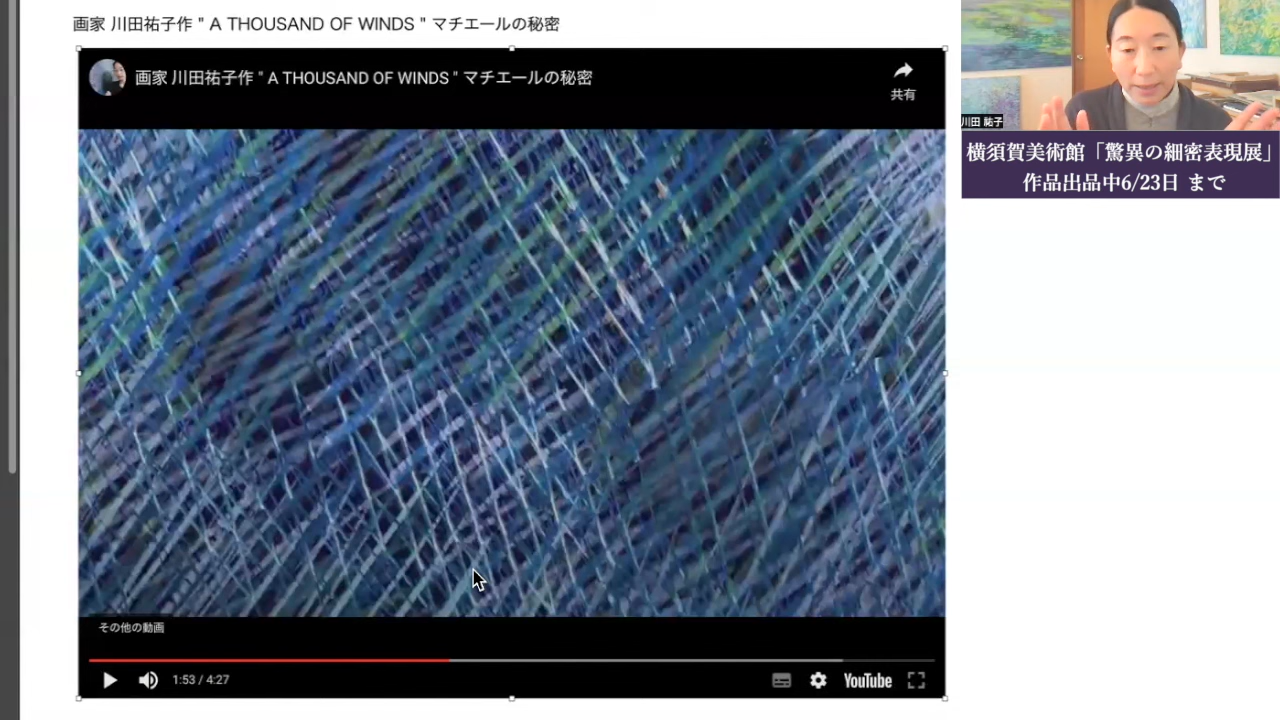 画家 川田祐子作 " A THOUSAND OF WINDS " マチエールの秘密
画家 川田祐子作 " A THOUSAND OF WINDS " マチエールの秘密
共有
川田 祐子
横須賀美術館「驚異の細密表現展」
作品出品中6/23日 まで
その他の動画
1:53 / 4:27
YouTube